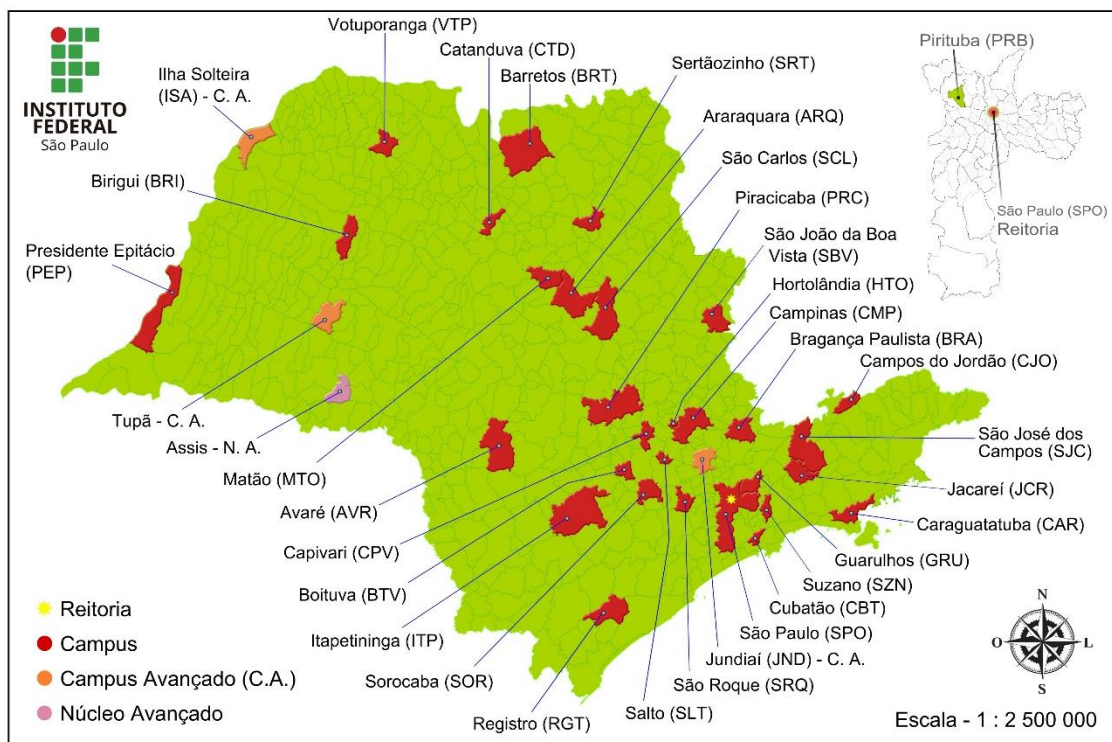 INSTITUTO
FEDERAL
São Paulo
Votuporanga (VTP)
Catanduva (CTD)
Barretos (BRT)
Sertãozinho (SRT)
Ilha Solteira
(ISA) - C. A.
Araraquara (ARQ)
São Carlos (SCL)
Birigui (BRI)
Piracicaba (PRC)
Presidente Epitácio
(PEP)
São João da Boa
Vista (SBV)
Hortolândia (HTO)
Campinas (CMP)
Bragança Paulista (BRA)
Campos do Jordão (CJO)
Pirituba (PRB)
São Paulo (SPO)
Reitoria
Tupã - C. A.
Assis - N. A.
Matão (MTO)
Avaré (AVR)
Capivari (CPV)
Boituva (BTV)
Itapetininga (ITP)
Sorocaba (SOR)
Registro (RGT)
São José dos
Campos (SJC)
Jacareí (JCR)
Caraguatatuba (CAR)
Guarulhos (GRU)
Suzano (SZN)
Cubatão (CBT)
São Paulo (SPO)
Jundiaí (JND) - C. A.
São Roque (SRQ)
Salto (SLT)
Reitoria
Campus
Campus Avançado (C.A.)
Núcleo Avançado
N
O
L
S
Escala - 1 : 2 500 000